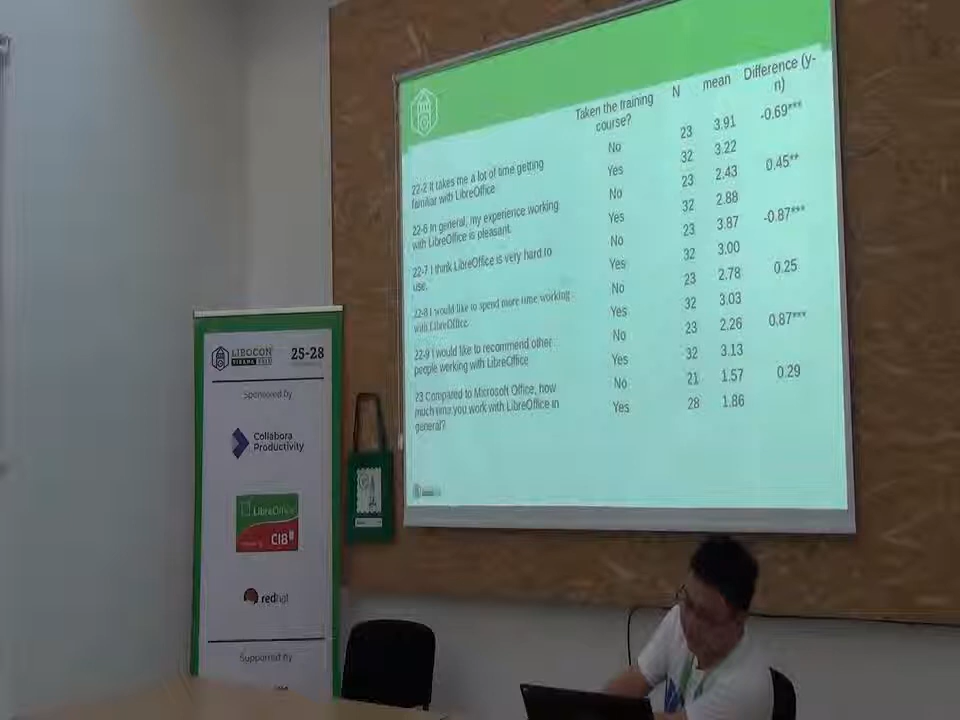 Taken the training course? N mean Difference (y-n)
22-2 It takes me a lot of time getting familiar with LibreOffice
No 23 3.91 -0.69***
Yes 32 3.22
22-6 In general, my experience working with LibreOffice is pleasant.
No 23 2.43 0.45**
Yes 32 2.88
22-7 I think LibreOffice is very hard to use.
No 23 3.87 -0.87***
Yes 32 3.00
22-8 I would like to spend more time working with LibreOffice
No 23 2.78 0.25
Yes 32 3.03
22-9 I would like to recommend other people working with LibreOffice
No 23 2.26 0.87***
Yes 32 3.13
23 Compared to Microsoft Office, how much time you work with LibreOffice in general?
No 21 1.57 0.29
Yes 28 1.86
LIBOCON
25-28
Sponsored by
Collabora
Productivity
LibreOffice
CIB
redhat
Supported by